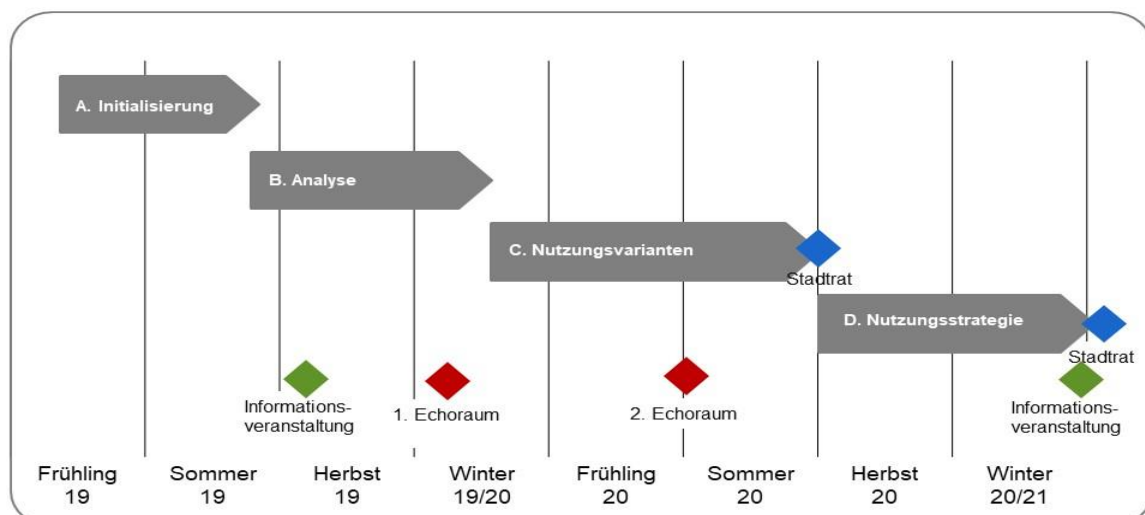 A. Initialisierung
B. Analyse
C. Nutzungsvarianten
Stadtrat
D. Nutzungsstrategie
Stadtrat
Informations-
veranstaltung
1. Echoraum
2. Echoraum
Informations-
veranstaltung
Frühling
19
Sommer
19
Herbst
19
Winter
19/20
Frühling
20
Sommer
20
Herbst
20
Winter
20/21